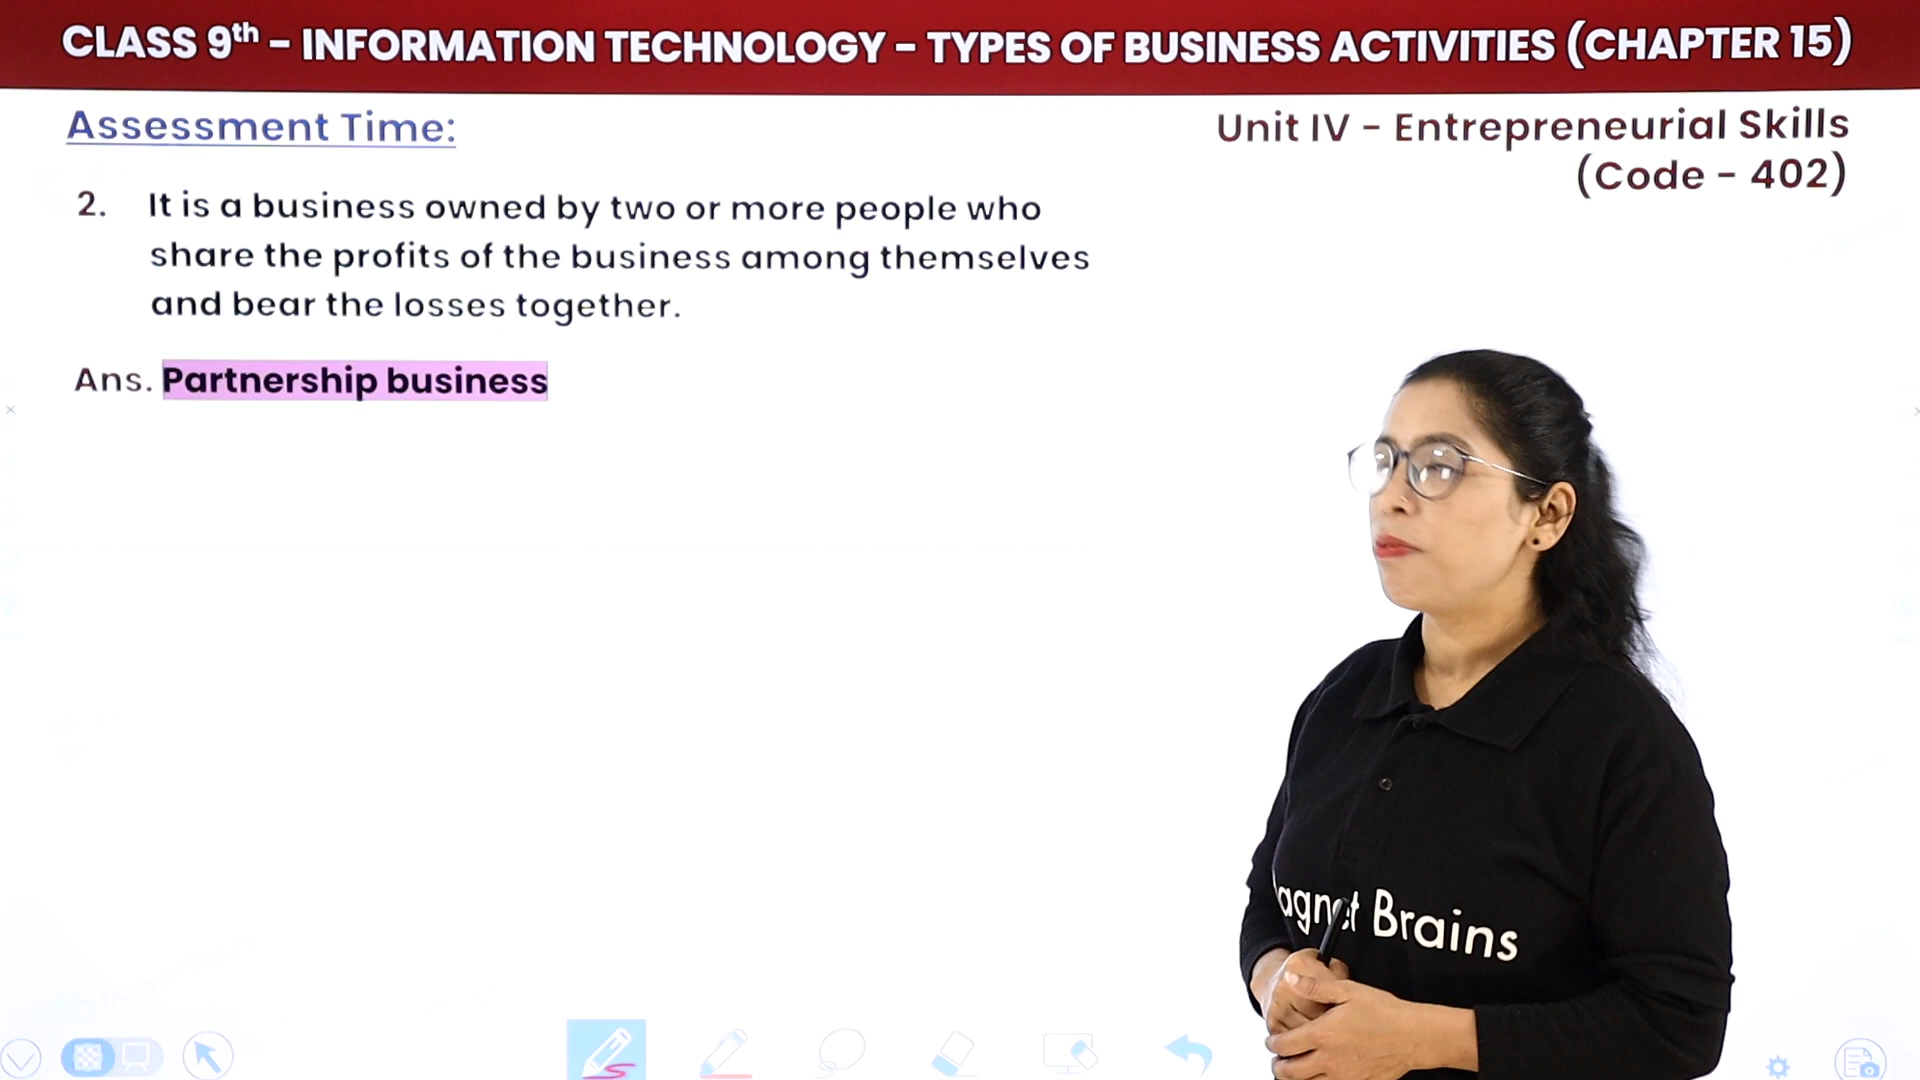 CLASS 9th - INFORMATION TECHNOLOGY - TYPES OF BUSINESS ACTIVITIES (CHAPTER 15)
Assessment Time:
Unit IV - Entrepreneurial Skills
(Code - 402)
2. It is a business owned by two or more people who
share the profits of the business among themselves
and bear the losses together.
Ans. Partnership business
agnet Brains